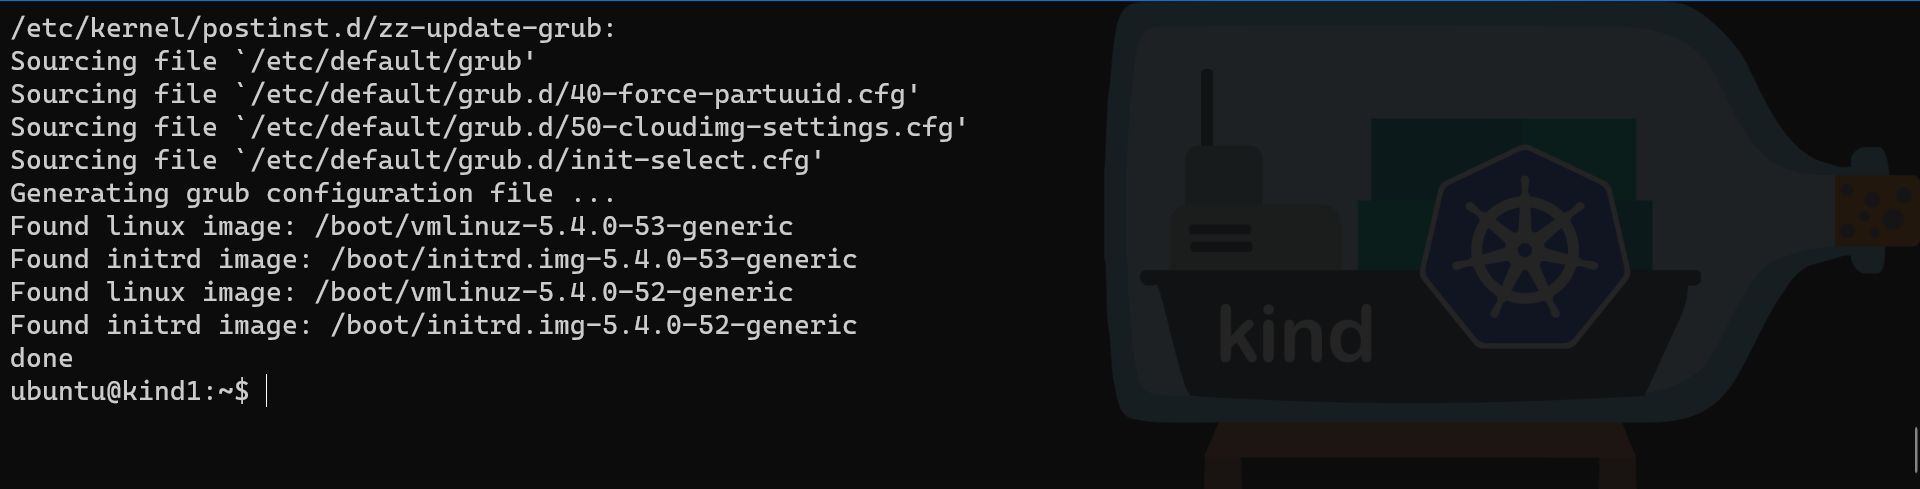 /etc/kernel/postinst.d/zz-update-grub:
Sourcing file `/etc/default/grub'
Sourcing file `/etc/default/grub.d/40-force-partuuid.cfg'
Sourcing file `/etc/default/grub.d/50-cloudimg-settings.cfg'
Sourcing file `/etc/default/grub.d/init-select.cfg'
Generating grub configuration file ...
Found linux image: /boot/vmlinuz-5.4.0-53-generic
Found initrd image: /boot/initrd.img-5.4.0-53-generic
Found linux image: /boot/vmlinuz-5.4.0-52-generic
Found initrd image: /boot/initrd.img-5.4.0-52-generic
done
ubuntu@kind1:~$
kind